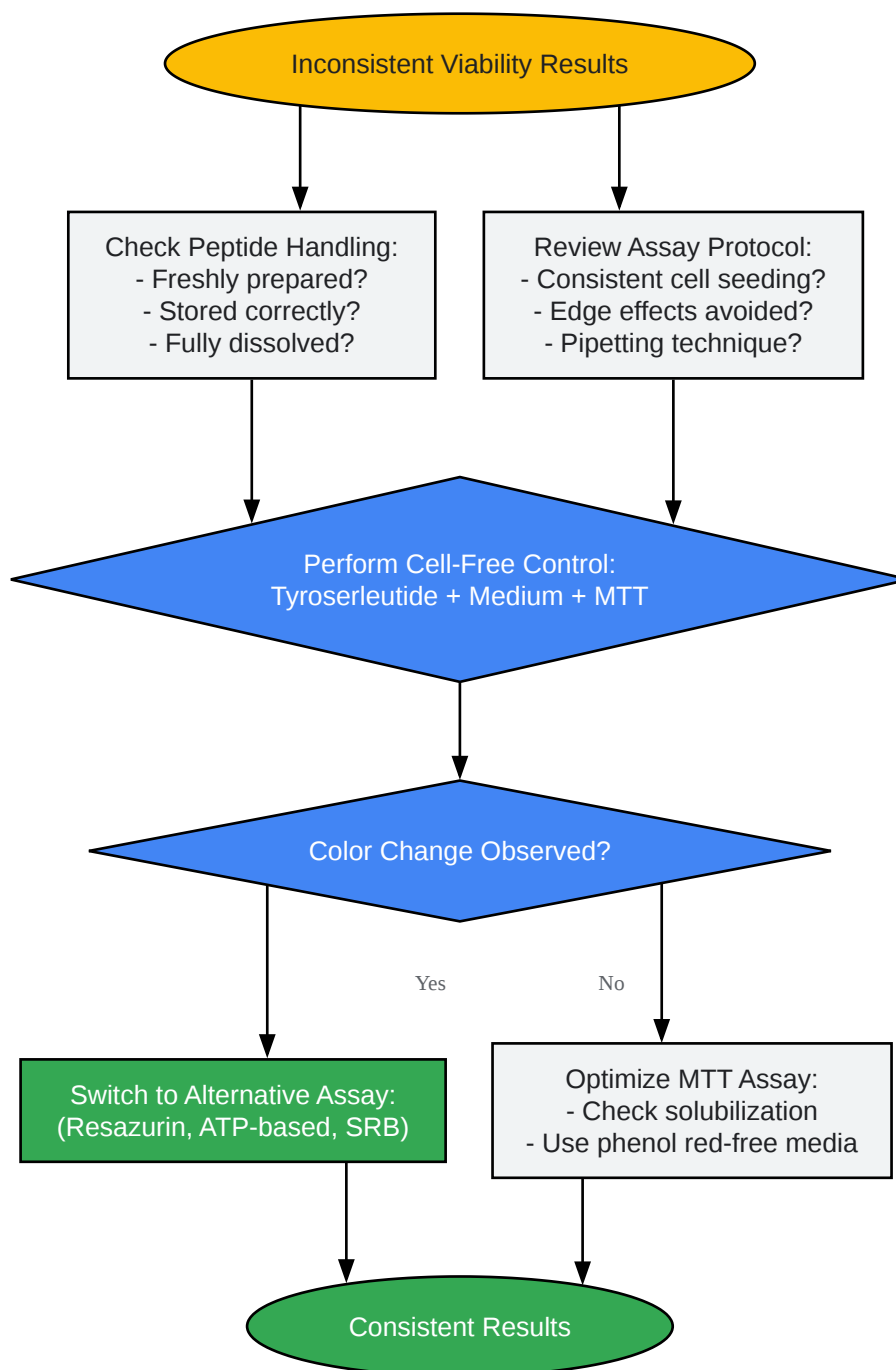 Inconsistent Viability Results
Check Peptide Handling:
- Freshly prepared?
- Stored correctly?
- Fully dissolved?
Review Assay Protocol:
- Consistent cell seeding?
- Edge effects avoided?
- Pipetting technique?
Perform Cell-Free Control:
Tyroserleutide + Medium + MTT
Color Change Observed?
Yes
No
Switch to Alternative Assay:
(Resazurin, ATP-based, SRB)
Optimize MTT Assay:
- Check solubilization
- Use phenol red-free media
Consistent Results